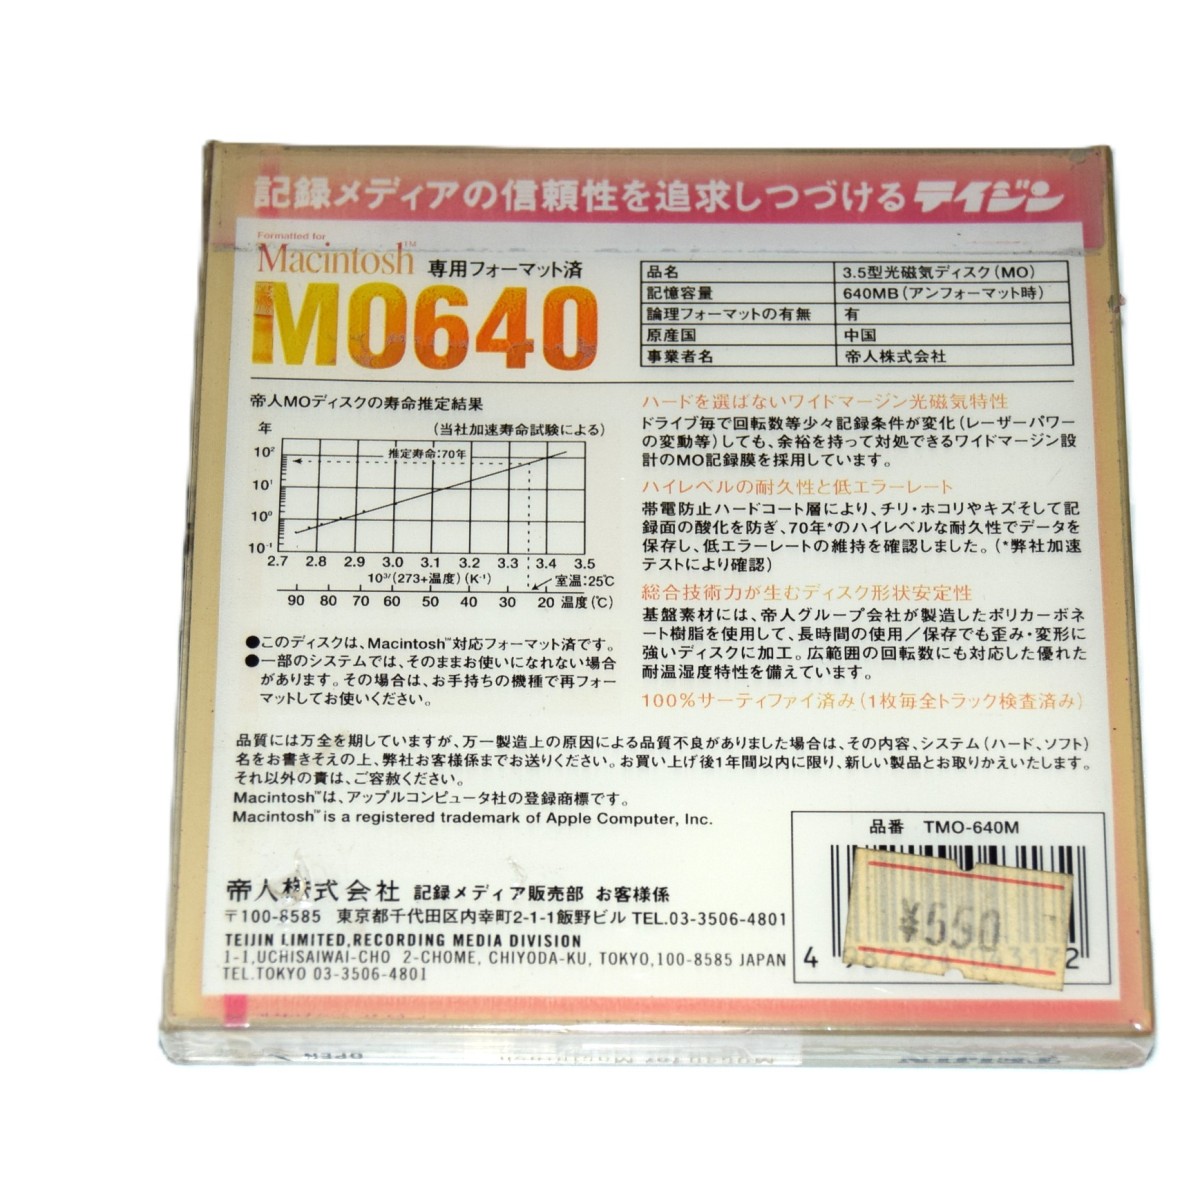 記録メディアの信頼性を追求しつづける テイジン
Formatted for
Macintosh™ 専用フォーマット済
MO640
品名 3.5型光磁気ディスク(MO)
記憶容量 640MB(アンフォーマット時)
論理フォーマットの有無 有
原産国 中国
事業者名 帝人株式会社
帝人MOディスクの寿命推定結果
年 (当社加速寿命試験による)
推定寿命:70年
10²
10¹
10⁰
10⁻¹
2.7 2.8 2.9 3.0 3.1 3.2 3.3 3.4 3.5
10³/(273+温度)(K⁻¹) 室温:25℃
90 80 70 60 50 40 30 20 温度(℃)
●このディスクは、Macintosh™対応フォーマット済です。
●一部のシステムでは、そのままお使いになれない場合
があります。その場合は、お手持ちの機種で再フォー
マットしてお使いください。
ハードを選ばないワイドマージン光磁気特性
ドライブ毎で回転数等少々記録条件が変化(レーザーパワー
の変動等)しても、余裕を持って対処できるワイドマージン設
計のMO記録膜を採用しています。
ハイレベルの耐久性と低エラーレート
帯電防止ハードコート層により、チリ・ホコリやキズそして記
録面の酸化を防ぎ、70年*のハイレベルな耐久性でデータを
保存し、低エラーレートの維持を確認しました。(*弊社加速
テストにより確認)
総合技術力が生むディスク形状安定性
基盤素材には、帝人グループ会社が製造したポリカーボネ
ート樹脂を使用して、長時間の使用/保存でも歪み・変形に
強いディスクに加工。広範囲の回転数にも対応した優れた
耐温湿度特性を備えています。
100%サーティファイ済み(1枚毎全トラック検査済み)
品質には万全を期していますが、万一製造上の原因による品質不良がありました場合は、その内容、システム(ハード、ソフト)
名をお書きそえの上、弊社お客様係までお送りください。お買い上げ後1年間以内に限り、新しい製品とお取りかえいたします。
それ以外の責は、ご容赦ください。
Macintosh™は、アップルコンピュータ社の登録商標です。
Macintosh™is a registered trademark of Apple Computer, Inc.
品番 TMO-640M
¥550
帝人株式会社 記録メディア販売部 お客様係
〒100-8585 東京都千代田区内幸町2-1-1飯野ビル TEL.03-3506-4801
TEIJIN LIMITED,RECORDING MEDIA DIVISION
1-1,UCHISAIWAI-CHO 2-CHOME, CHIYODA-KU, TOKYO,100-8585 JAPAN
TEL.TOKYO 03-3506-4801
OPEN